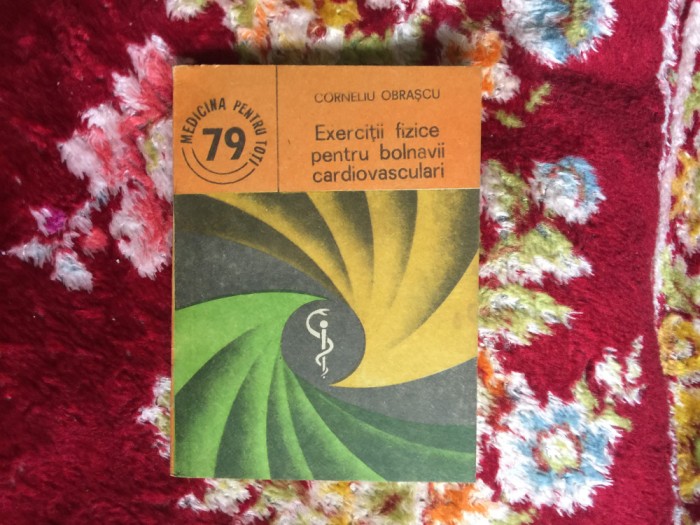 MEDICINA PENTRU TOȚI
79
CORNELIU OBRAȘCU
Exerciții fizice
pentru bolnavii
cardiovasculari